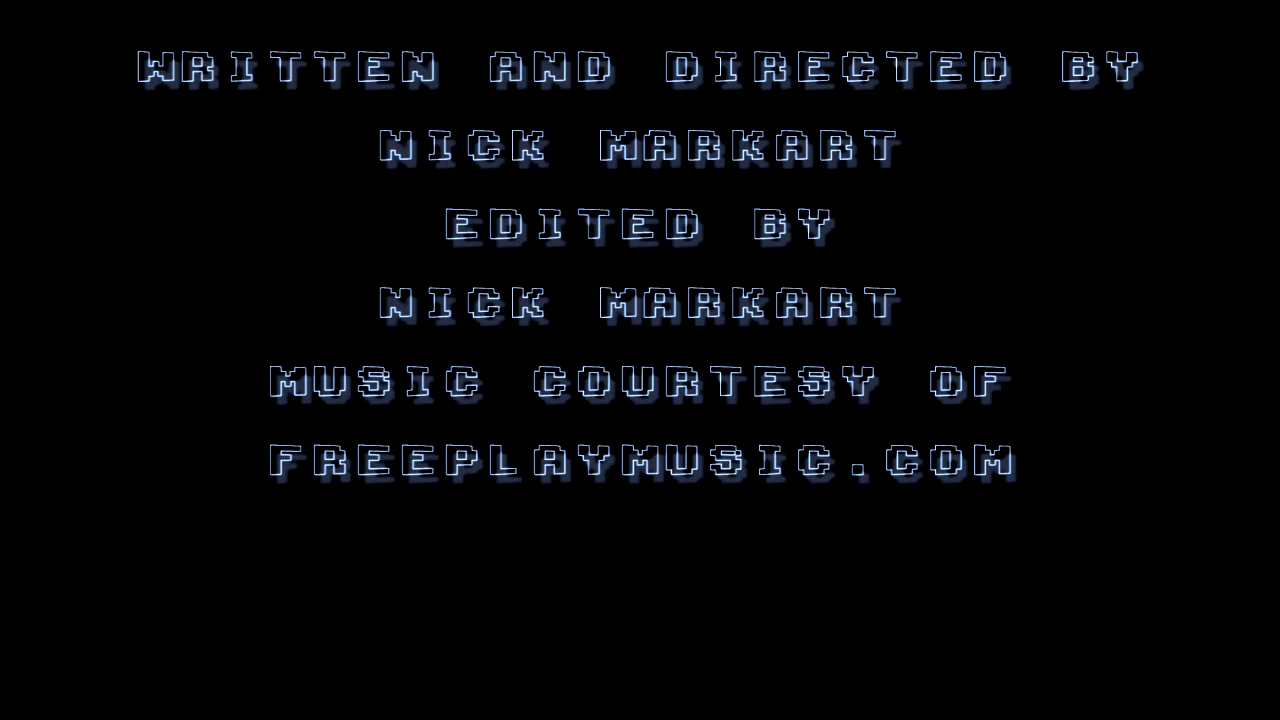 WRITTEN AND DIRECTED BY
NICK MARKART
EDITED BY
NICK MARKART
MUSIC COURTESY OF
FREEPLAYMUSIC.COM